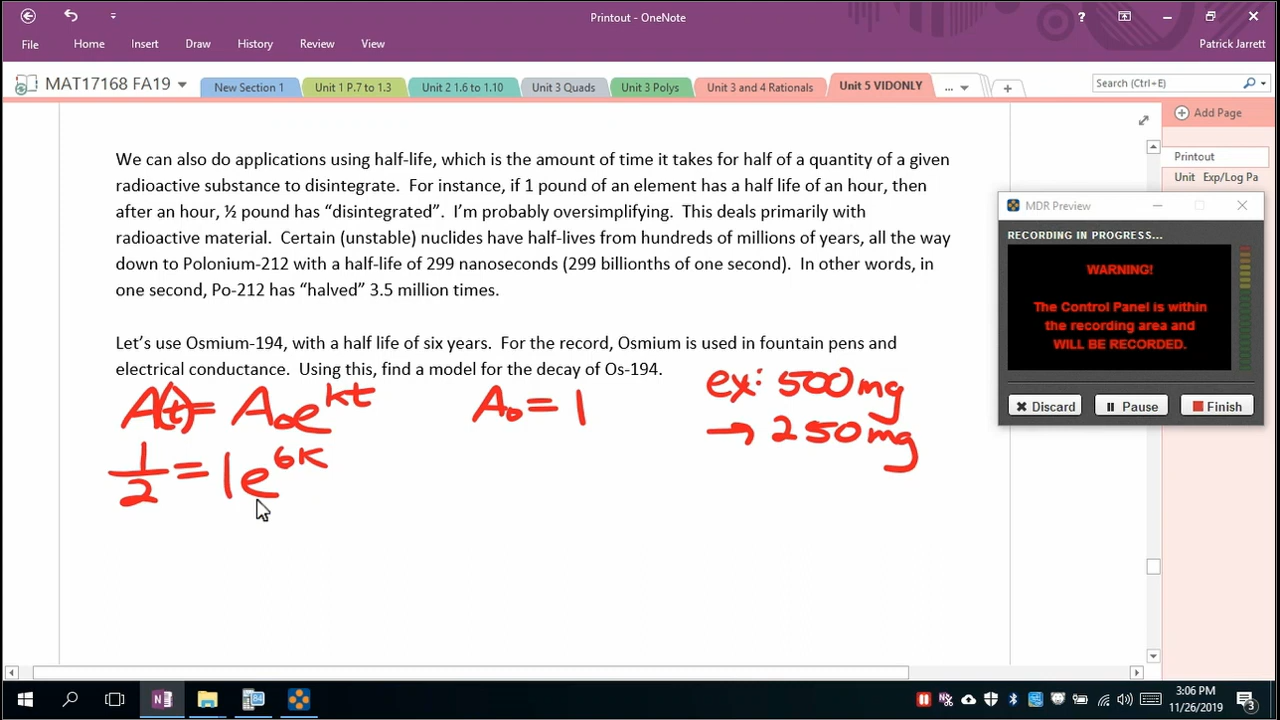 Printout - OneNote
File Home Insert Draw History Review View Patrick Jarrett
MAT17168 FA19 New Section 1 Unit 1 P.7 to 1.3 Unit 2 1.6 to 1.10 Unit 3 Quads Unit 3 Polys Unit 3 and 4 Rationals Unit 5 VIDONLY ... Search (Ctrl+E)
Add Page
Printout
Unit Exp/Log Pa
We can also do applications using half-life, which is the amount of time it takes for half of a quantity of a given
radioactive substance to disintegrate. For instance, if 1 pound of an element has a half life of an hour, then
after an hour, ½ pound has “disintegrated”. I’m probably oversimplifying. This deals primarily with
radioactive material. Certain (unstable) nuclides have half-lives from hundreds of millions of years, all the way
down to Polonium-212 with a half-life of 299 nanoseconds (299 billionths of one second). In other words, in
one second, Po-212 has “halved” 3.5 million times.
Let’s use Osmium-194, with a half life of six years. For the record, Osmium is used in fountain pens and
electrical conductance. Using this, find a model for the decay of Os-194.
A(t) = A₀e^kt A₀ = 1 ex: 500mg
→ 250mg
1/2 = 1e^6k
MDR Preview
RECORDING IN PROGRESS...
WARNING!
The Control Panel is within
the recording area and
WILL BE RECORDED.
Discard Pause Finish
3:06 PM
11/26/2019
3